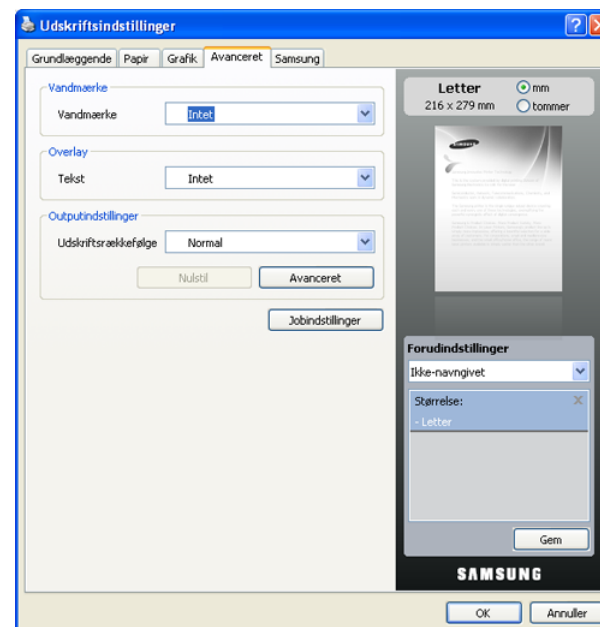 Udskriftsindstillinger
Grundlæggende Papir Grafik Avanceret Samsung
Vandmærke
Vandmærke Intet
Overlay
Tekst Intet
Outputindstillinger
Udskriftsrækkefølge Normal
Nulstil Avanceret
Jobindstillinger
Letter
216 x 279 mm
mm
tommer
SAMSUNG
Forudindstillinger
Ikke-navngivet
Størrelse:
- Letter
Gem
SAMSUNG
OK Annuller